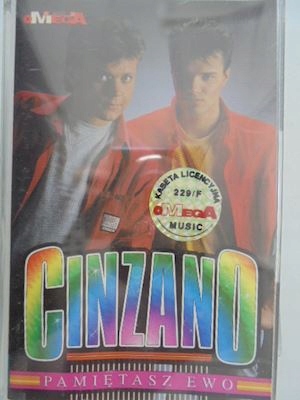 OMEGA
KASETA LICENCYJNA
229/F
OMEGA
MUSIC
CINZANO
PAMIĘTASZ EWO